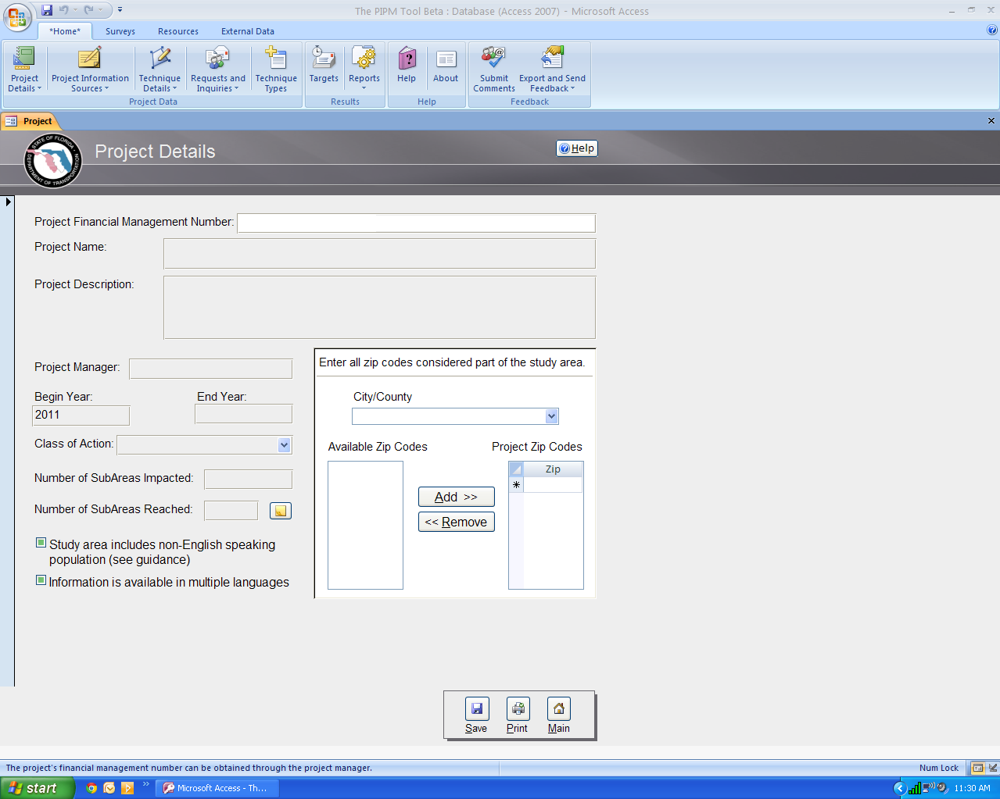 The PIPM Tool Beta : Database (Access 2007) - Microsoft Access
*Home*
Surveys
Resources
External Data
Project Details
Project Information Sources
Technique Details
Requests and Inquiries
Technique Types
Targets
Reports
Help
About
Submit Comments
Export and Send Feedback
Project Data
Results
Help
Feedback
Project
STATE OF FLORIDA
DEPARTMENT OF TRANSPORTATION
Project Details
Help
Project Financial Management Number:
Project Name:
Project Description:
Project Manager:
Begin Year:
End Year:
2011
Class of Action:
Number of SubAreas Impacted:
Number of SubAreas Reached:
Study area includes non-English speaking
population (see guidance)
Information is available in multiple languages
Enter all zip codes considered part of the study area.
City/County
Available Zip Codes
Project Zip Codes
Zip
Add >>
<< Remove
Save
Print
Main
The project's financial management number can be obtained through the project manager.
Num Lock
start
Microsoft Access - Th...
11:30 AM